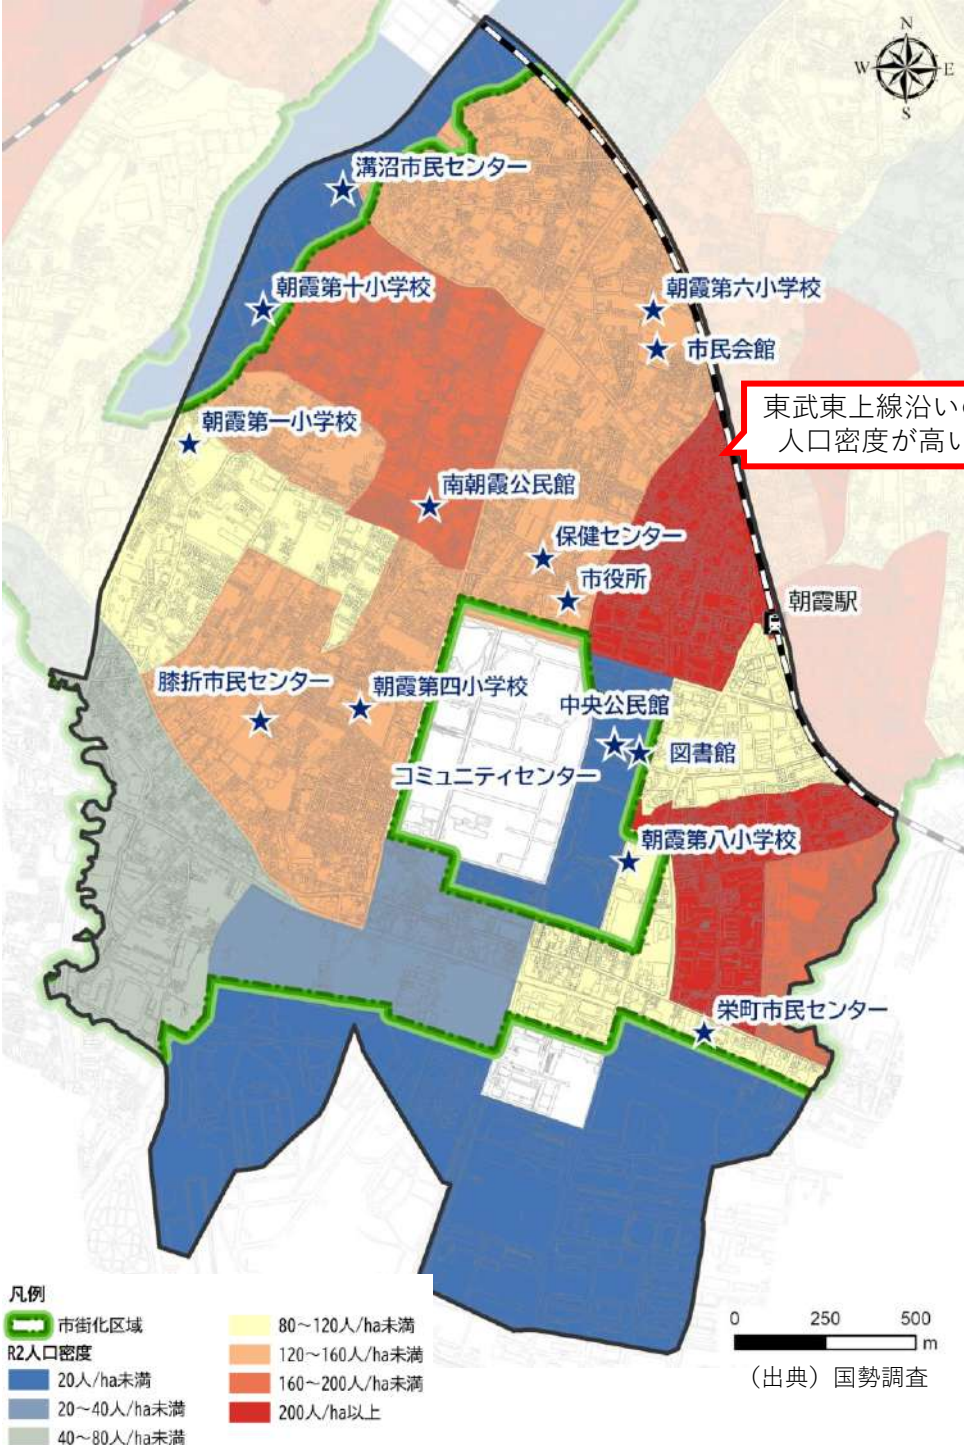 N
W
E
S
溝沼市民センター
朝霞第十小学校
朝霞第六小学校
市民会館
東武東上線沿い
人口密度が高い
朝霞第一小学校
南朝霞公民館
保健センター
市役所
朝霞駅
膝折市民センター
朝霞第四小学校
中央公民館
図書館
コミュニティセンター
朝霞第八小学校
栄町市民センター
凡例
市街化区域
R2人口密度
20人/ha未満
20～40人/ha未満
40～80人/ha未満
80～120人/ha未満
120～160人/ha未満
160～200人/ha未満
200人/ha以上
0 250 500
m
（出典）国勢調査